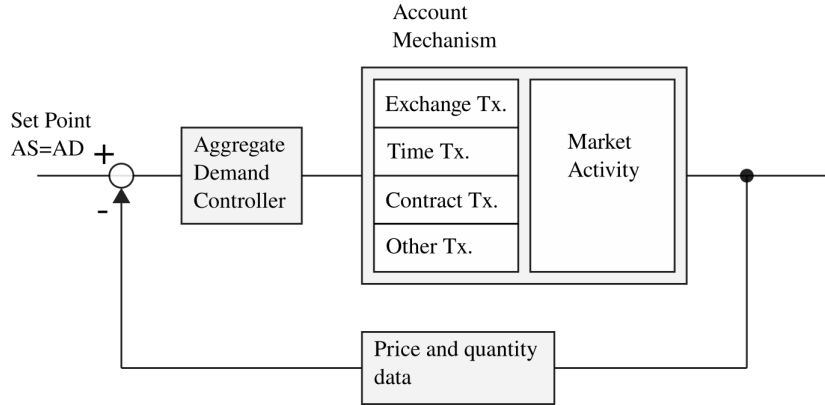 Account
Mechanism
Set Point
AS=AD
+
-
Aggregate
Demand
Controller
Exchange Tx.
Time Tx.
Contract Tx.
Other Tx.
Market
Activity
Price and quantity
data